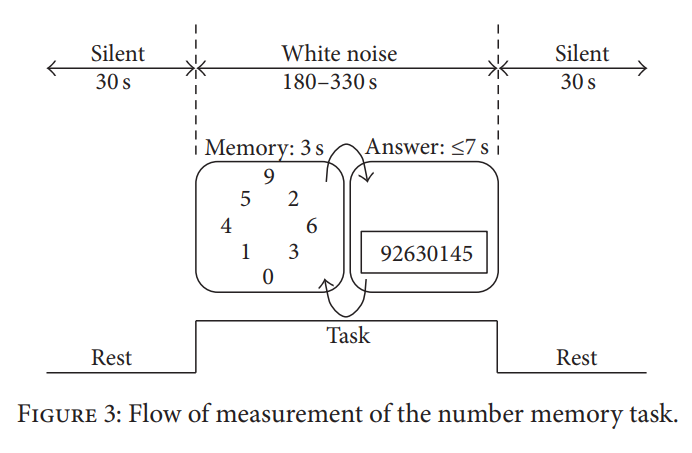 Silent White noise Silent
30 s 180–330 s 30 s
Memory: 3 s Answer: ≤7 s
9
5 2
4 6
1 3 92630145
0
Task
Rest Rest
FIGURE 3: Flow of measurement of the number memory task.